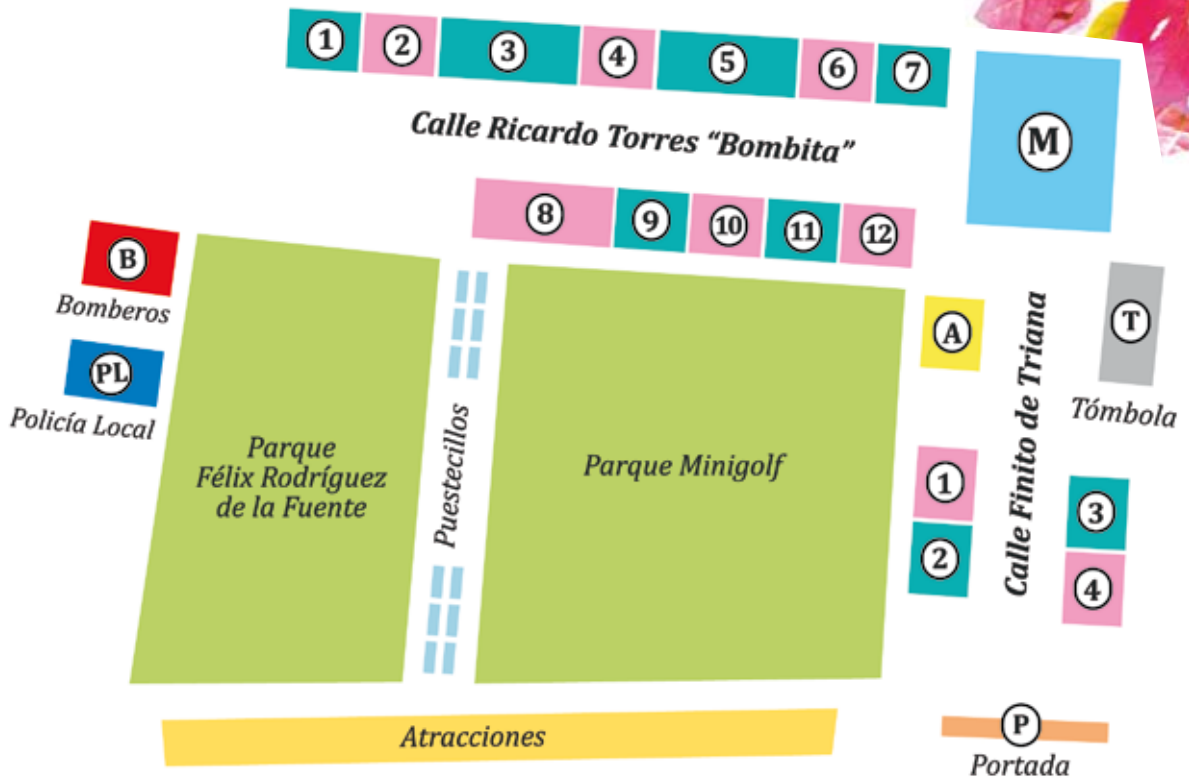 1 2 3 4 5 6 7
Calle Ricardo Torres “Bombita”
M
8 9 10 11 12
B
Bomberos
PL
Policía Local
Parque
Félix Rodríguez
de la Fuente
Puestecillos
Parque Minigolf
A
Calle Finito de Triana
T
Tómbola
1
2
3
4
Atracciones
P
Portada